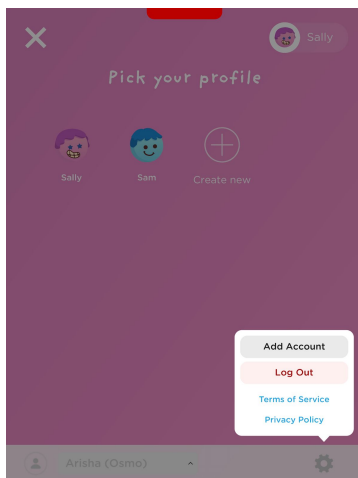 Sally
Pick your profile
Sally
Sam
Create new
Add Account
Log Out
Terms of Service
Privacy Policy
Arisha (Osmo)